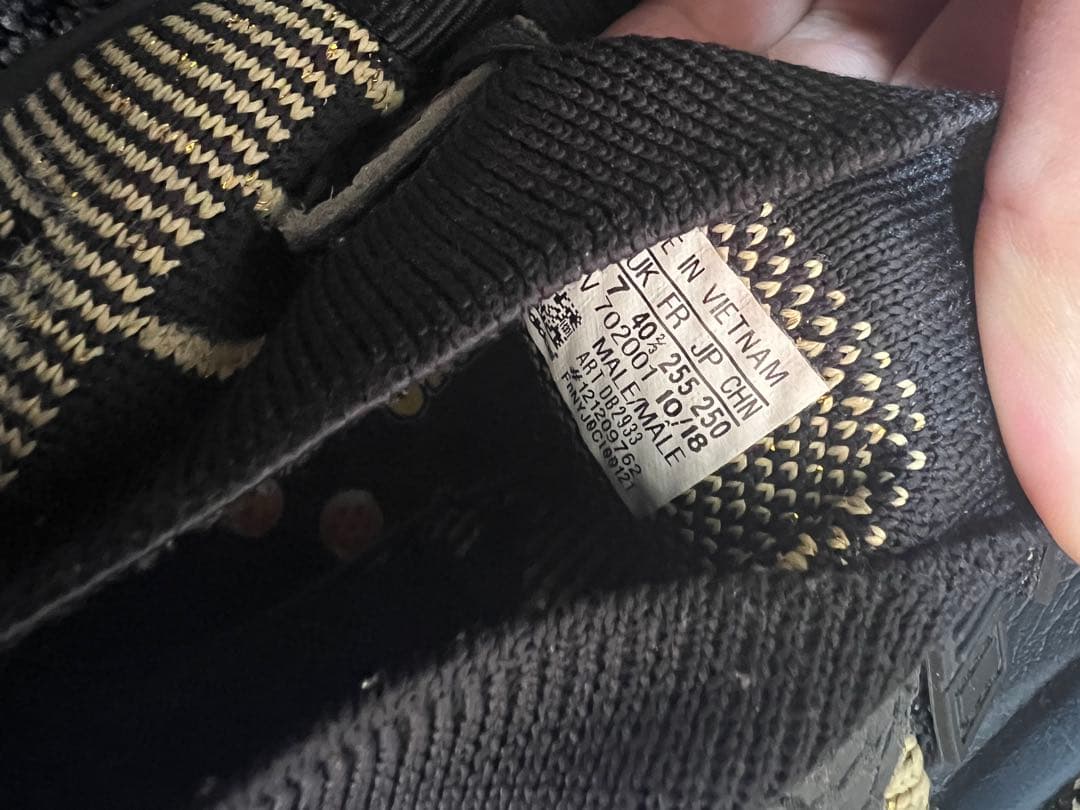 E IN VIETNAM
UK FR JP CHN
7 40⅔ 255 250
V 702001 10/18
MALE/MALE
ART DB2933
#121209762